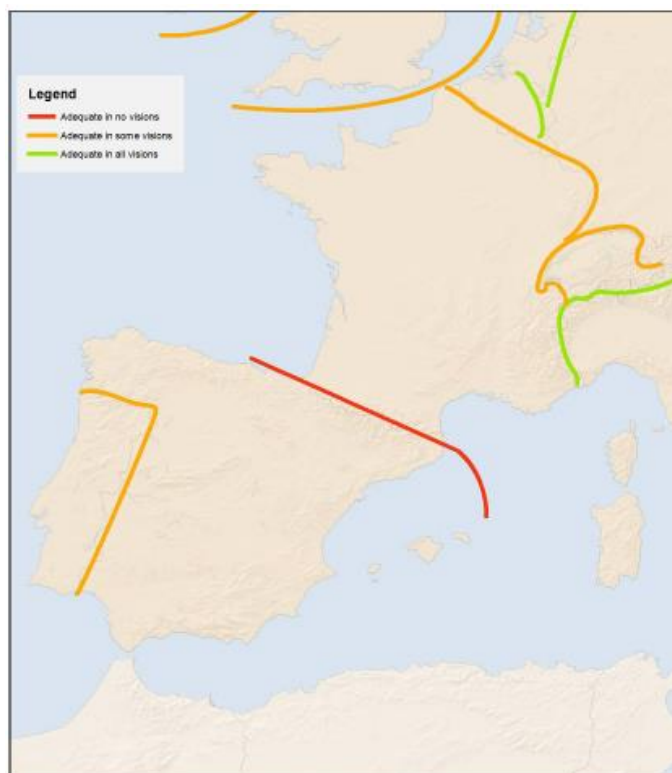 Legend
Adequate in no visions
Adequate in some visions
Adequate in all visions